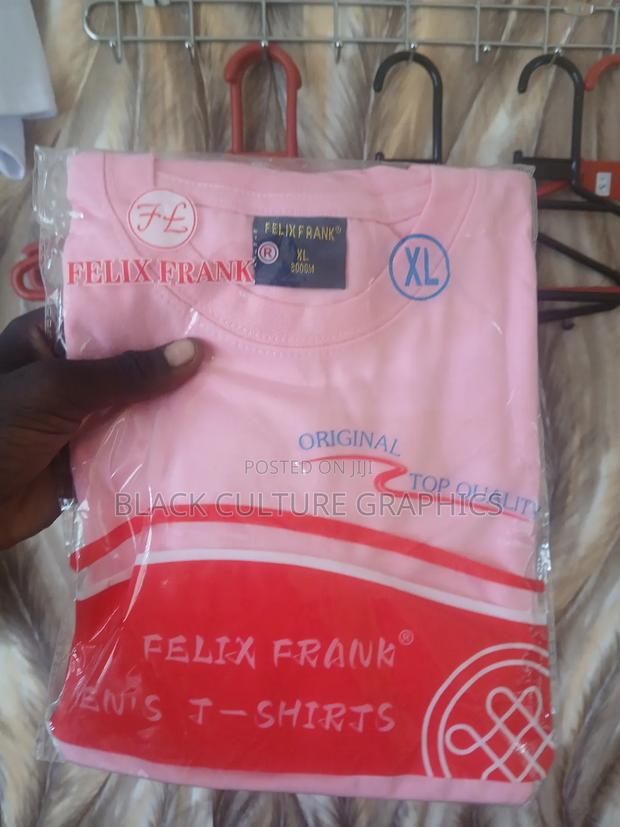 FF
FELIX FRANK®
FELIX FRANK®
XL
XL
ORIGINAL
TOP QUALITY
POSTED ON JIJI
BLACK CULTURE GRAPHICS
FELIX FRANK®
EN'S T-SHIRTS